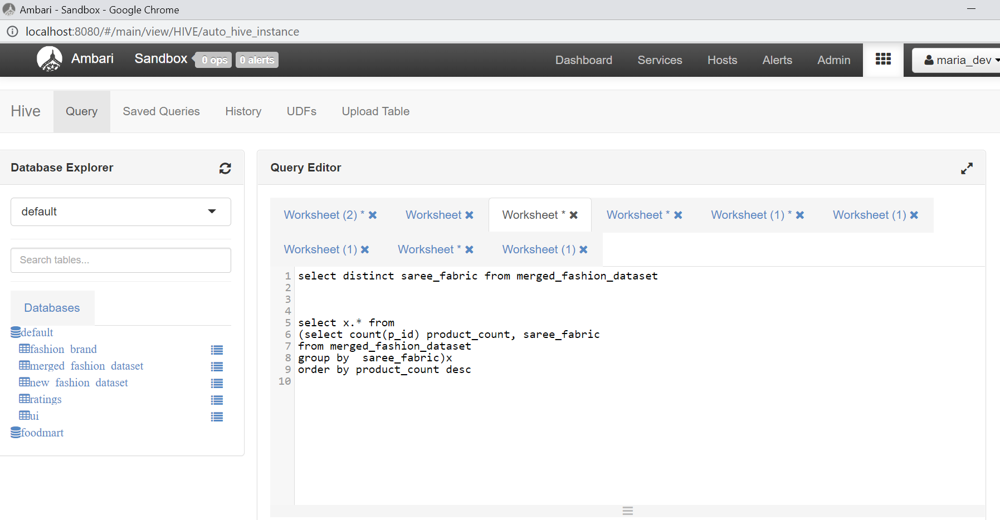 Ambari - Sandbox - Google Chrome
localhost:8080/#/main/view/HIVE/auto_hive_instance
Ambari Sandbox 0 ops 0 alerts Dashboard Services Hosts Alerts Admin maria_dev
Hive Query Saved Queries History UDFs Upload Table
Database Explorer
default
Search tables...
Databases
default
fashion_brand
merged_fashion_dataset
new_fashion_dataset
ratings
ui
foodmart
Query Editor
Worksheet (2) * Worksheet Worksheet * Worksheet * Worksheet (1) * Worksheet (1)
Worksheet (1) Worksheet * Worksheet (1)
1 select distinct saree_fabric from merged_fashion_dataset
2
3
4
5 select x.* from
6 (select count(p_id) product_count, saree_fabric
7 from merged_fashion_dataset
8 group by  saree_fabric)x
9 order by product_count desc
10